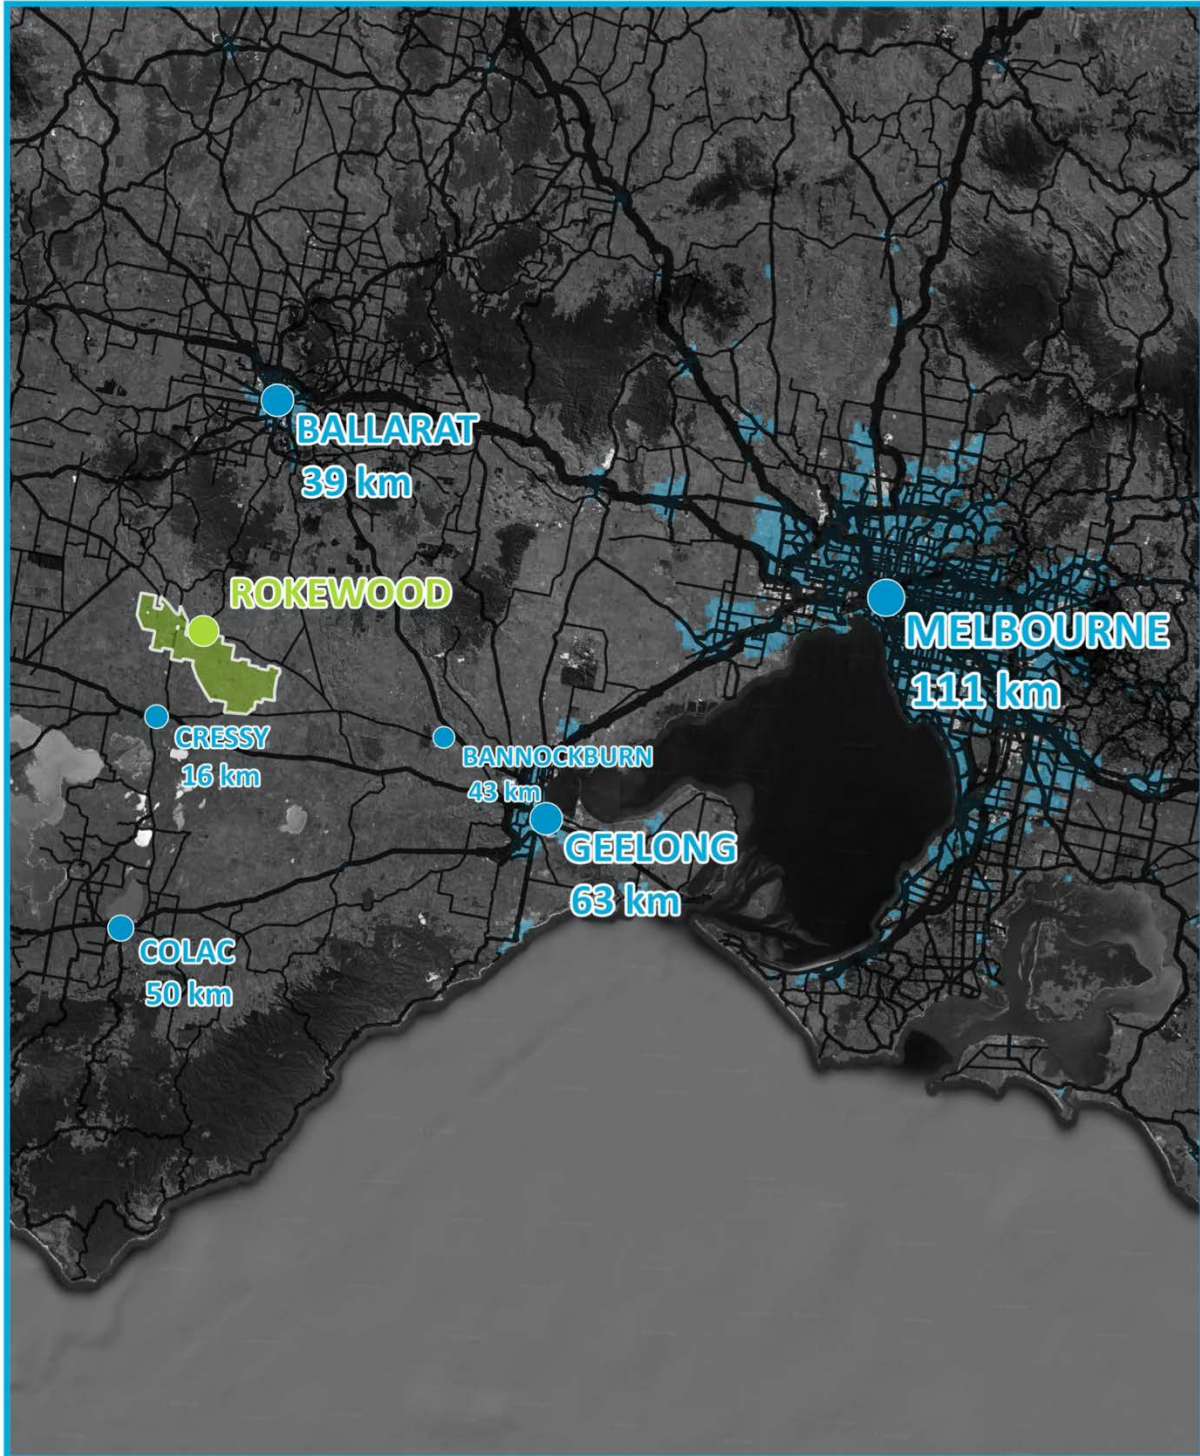 BALLARAT
39 km
ROKEWOOD
MELBOURNE
111 km
CRESSY
16 km
BANNOCKBURN
43 km
GEELONG
63 km
COLAC
50 km